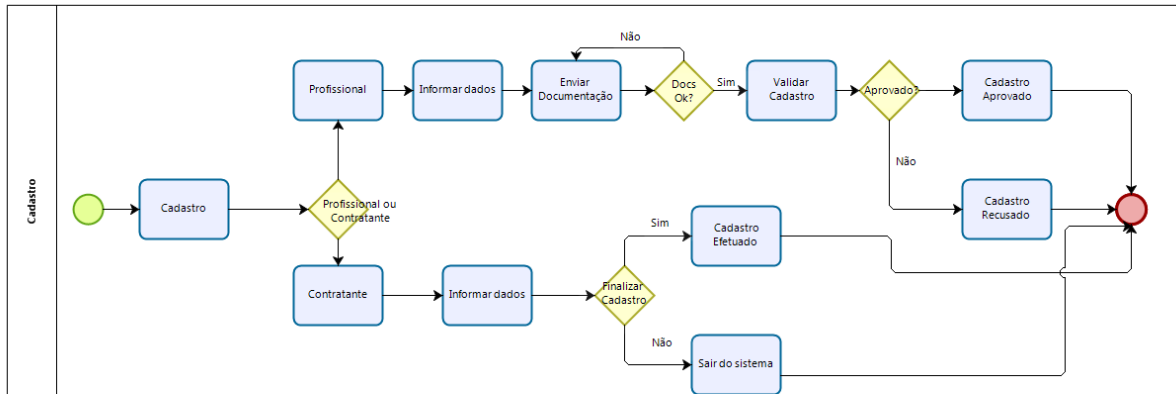 Cadastro
Cadastro
Profissional ou
Contratante
Profissional
Informar dados
Enviar
Documentação
Não
Docs
Ok?
Sim
Validar
Cadastro
Aprovado?
Cadastro
Aprovado
Não
Cadastro
Recusado
Contratante
Informar dados
Finalizar
Cadastro
Sim
Cadastro
Efetuado
Não
Sair do sistema